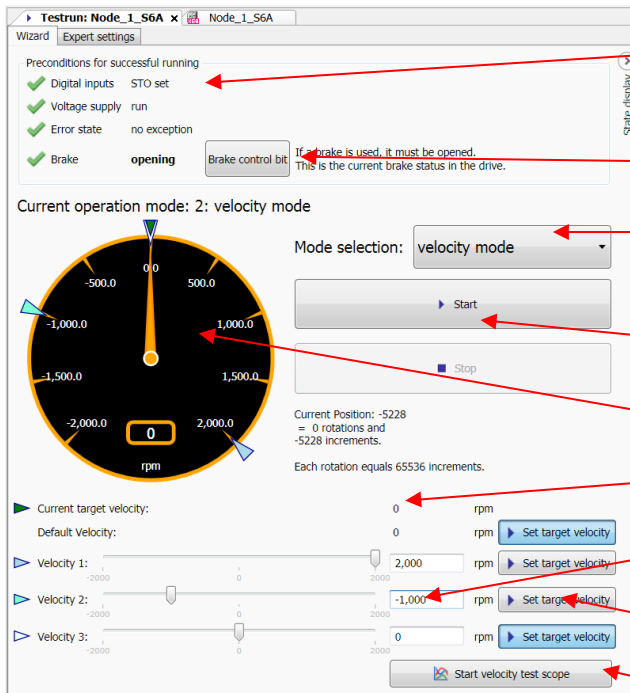 Testrun: Node_1_S6A x Node_1_S6A
Wizard Expert settings
Preconditions for successful running
Digital inputs STO set
Voltage supply run
Error state no exception
Brake opening Brake control bit If a brake is used, it must be opened.
This is the current brake status in the drive.
State display
Current operation mode: 2: velocity mode
Mode selection: velocity mode
Start
Stop
0.0
-500.0 500.0
-1,000.0 1,000.0
-1,500.0 1,500.0
-2,000.0 2,000.0
0
rpm
Current Position: -5228
= 0 rotations and
-5228 increments.
Each rotation equals 65536 increments.
Current target velocity: 0 rpm
Default Velocity: 0 rpm Set target velocity
Velocity 1: 2,000 rpm Set target velocity
-2000 0 2000
Velocity 2: -1,000 rpm Set target velocity
-2000 0 2000
Velocity 3: 0 rpm Set target velocity
-2000 0 2000
Start velocity test scope